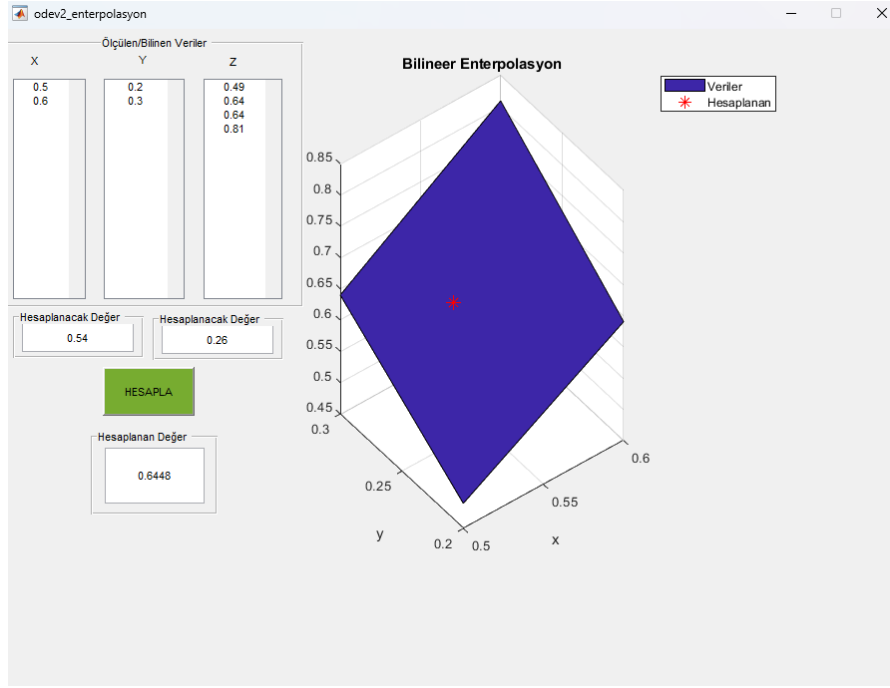 odev2_enterpolasyon
Ölçülen/Bilinen Veriler
X Y Z
0.5 0.2 0.49
0.6 0.3 0.64
0.64
0.81
Hesaplanacak Değer
0.54
Hesaplanacak Değer
0.26
HESAPLA
Hesaplanan Değer
0.6448
Bilineer Enterpolasyon
Veriler
Hesaplanan
0.85
0.8
0.75
0.7
0.65
0.6
0.55
0.5
0.45
0.3
0.25
0.2
y
0.5
0.55
0.6
x